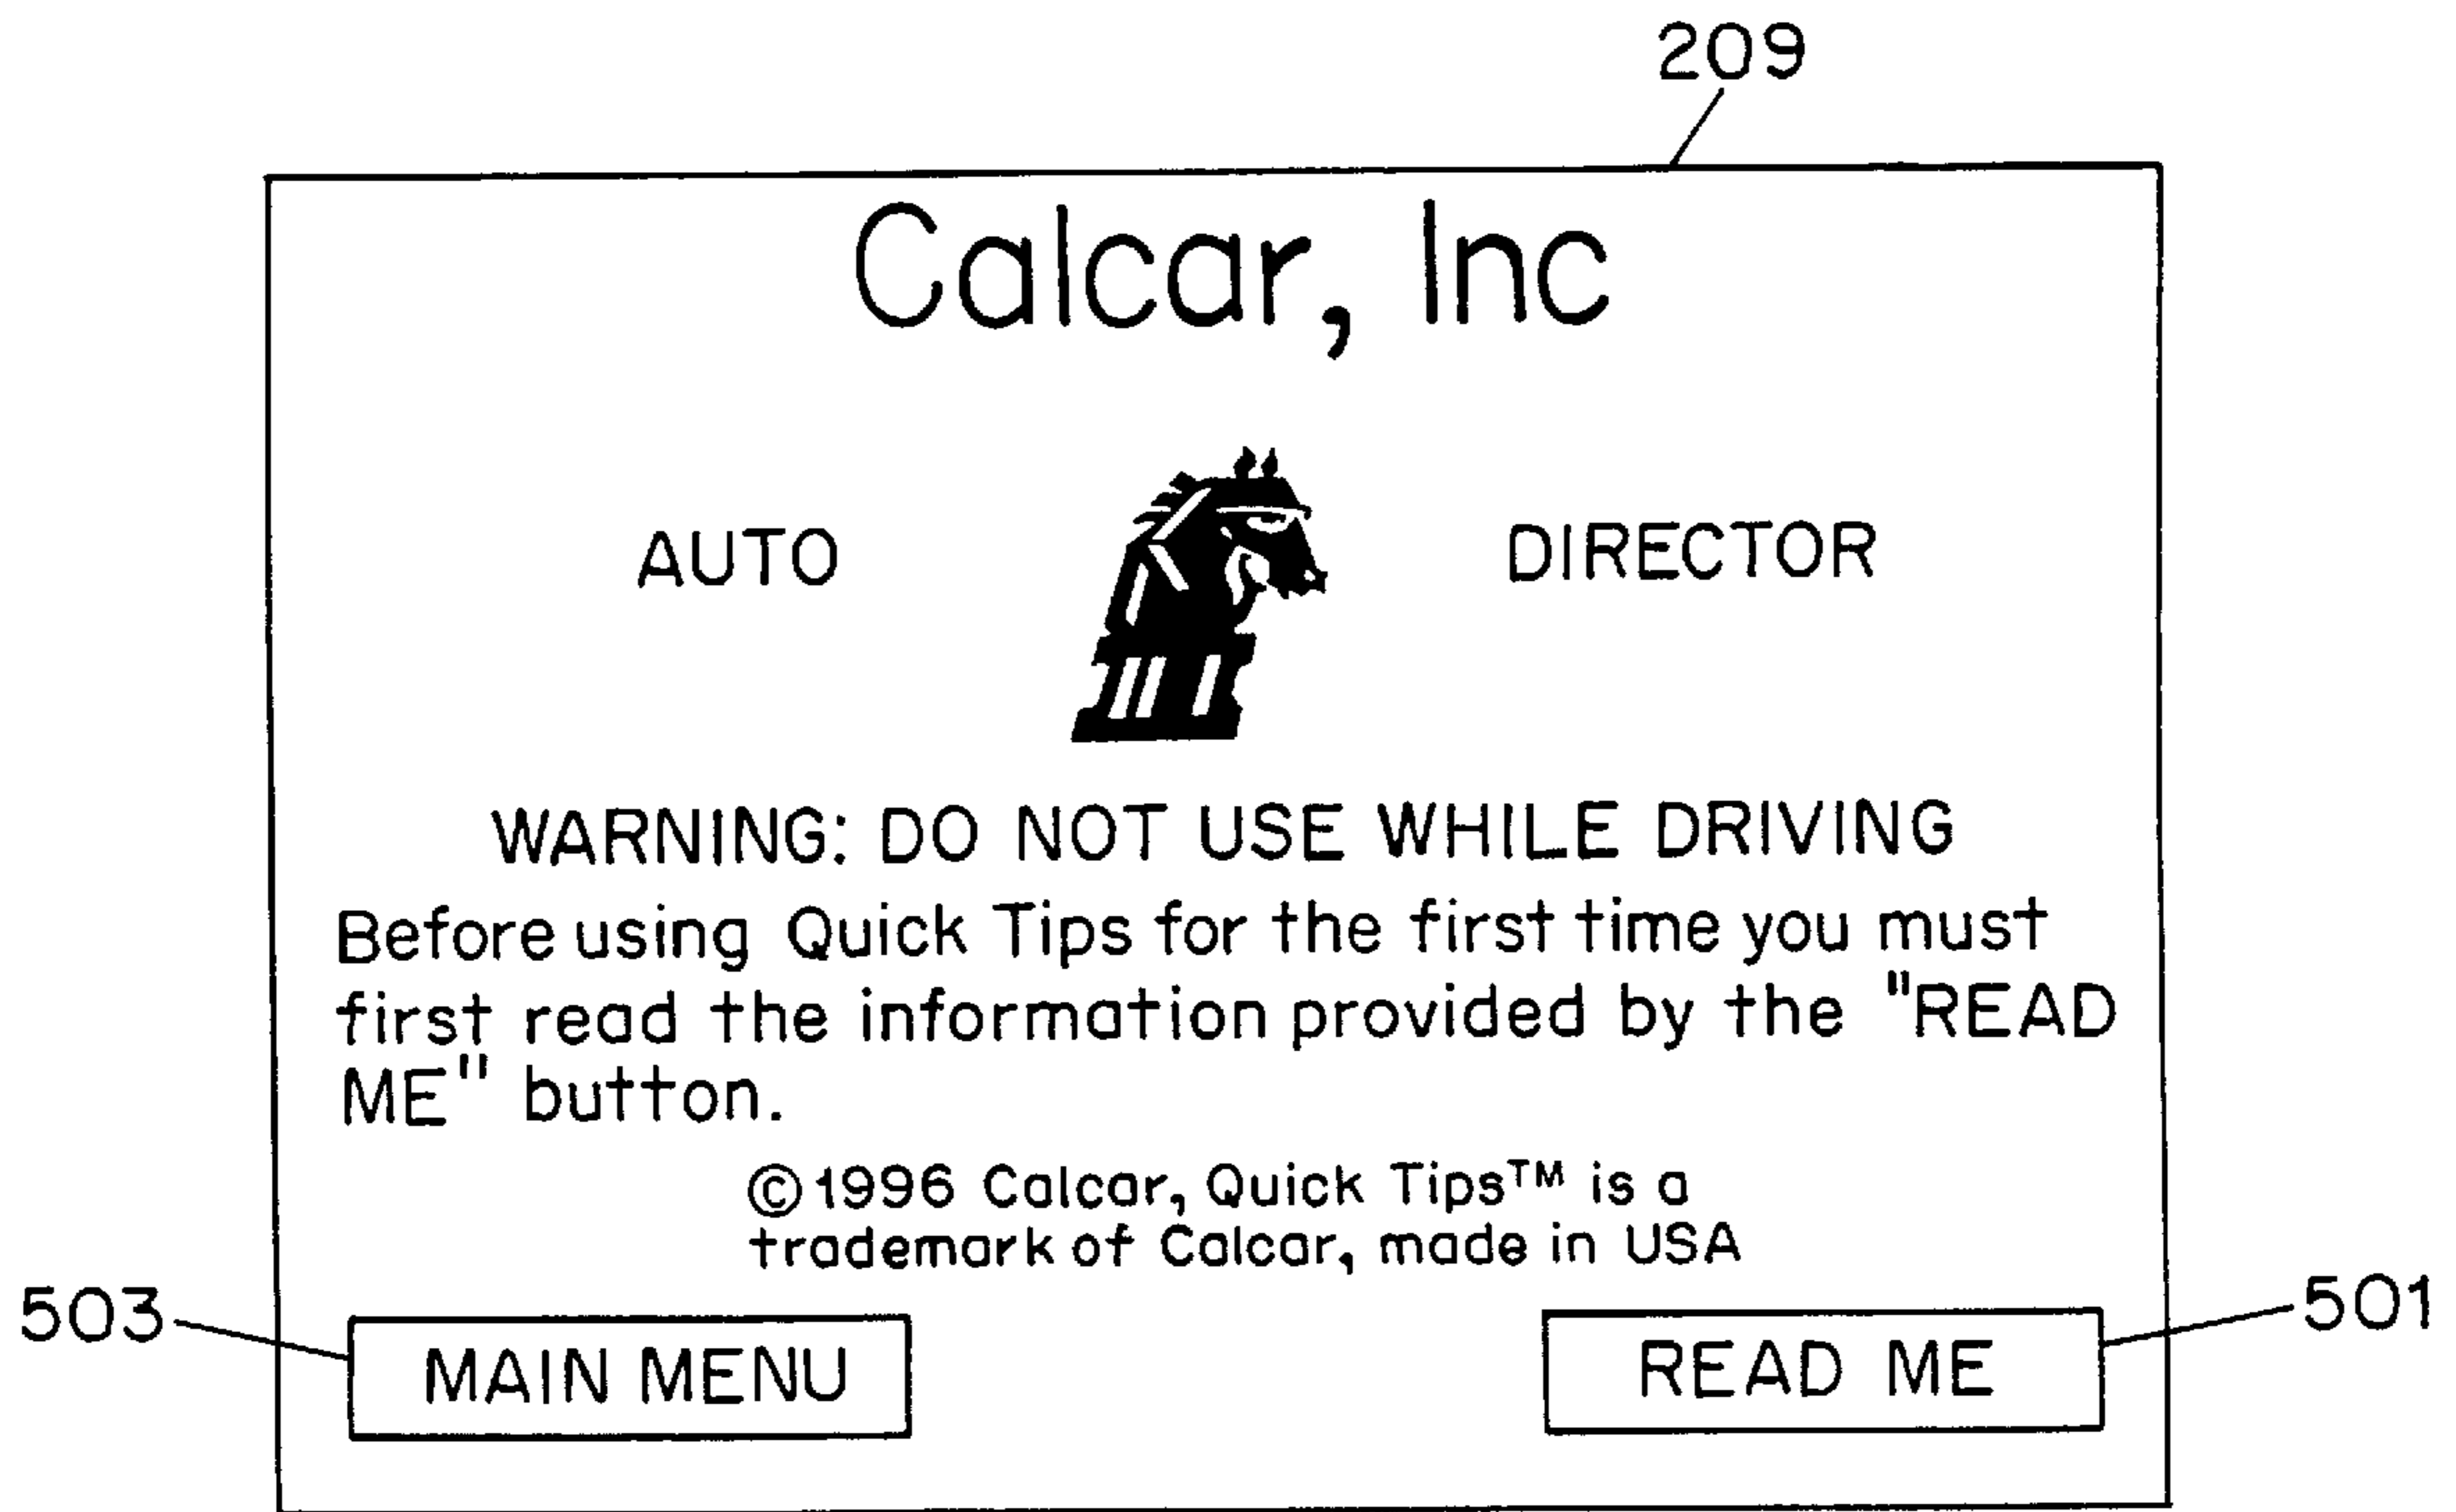 209
Calcar, Inc
AUTO DIRECTOR
WARNING: DO NOT USE WHILE DRIVING
Before using Quick Tips for the first time you must
first read the information provided by the "READ
ME" button.
©1996 Calcar, Quick Tips™ is a
trademark of Calcar, made in USA
503 MAIN MENU READ ME 501